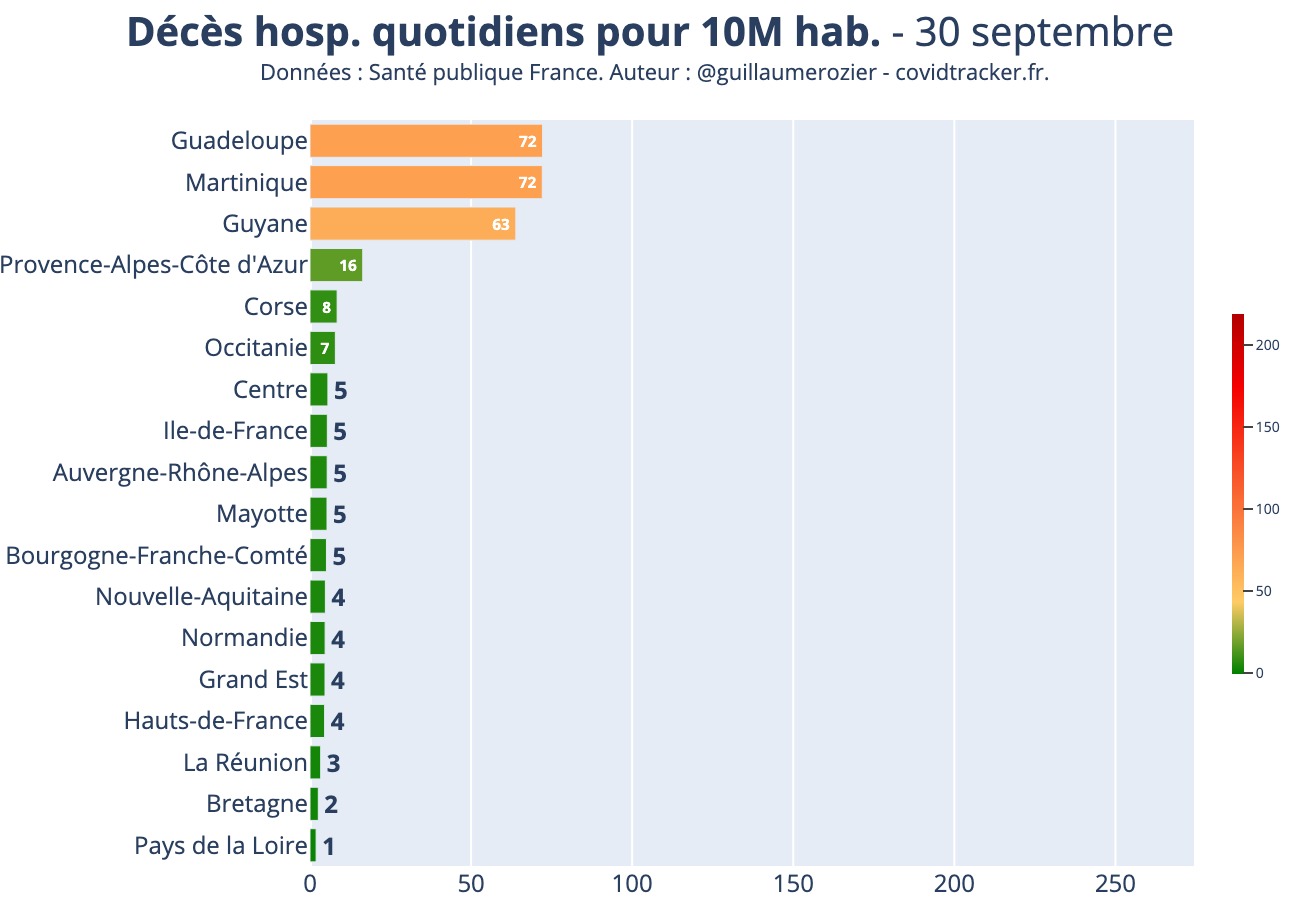 Décès hosp. quotidiens pour 10M hab. - 30 septembre
Données : Santé publique France. Auteur : @guillaumerozier - covidtracker.fr.
Guadeloupe 72
Martinique 72
Guyane 63
Provence-Alpes-Côte d'Azur 16
Corse 8
Occitanie 7
Centre 5
Ile-de-France 5
Auvergne-Rhône-Alpes 5
Mayotte 5
Bourgogne-Franche-Comté 5
Nouvelle-Aquitaine 4
Normandie 4
Grand Est 4
Hauts-de-France 4
La Réunion 3
Bretagne 2
Pays de la Loire 1
0 50 100 150 200 250
200
150
100
50
0